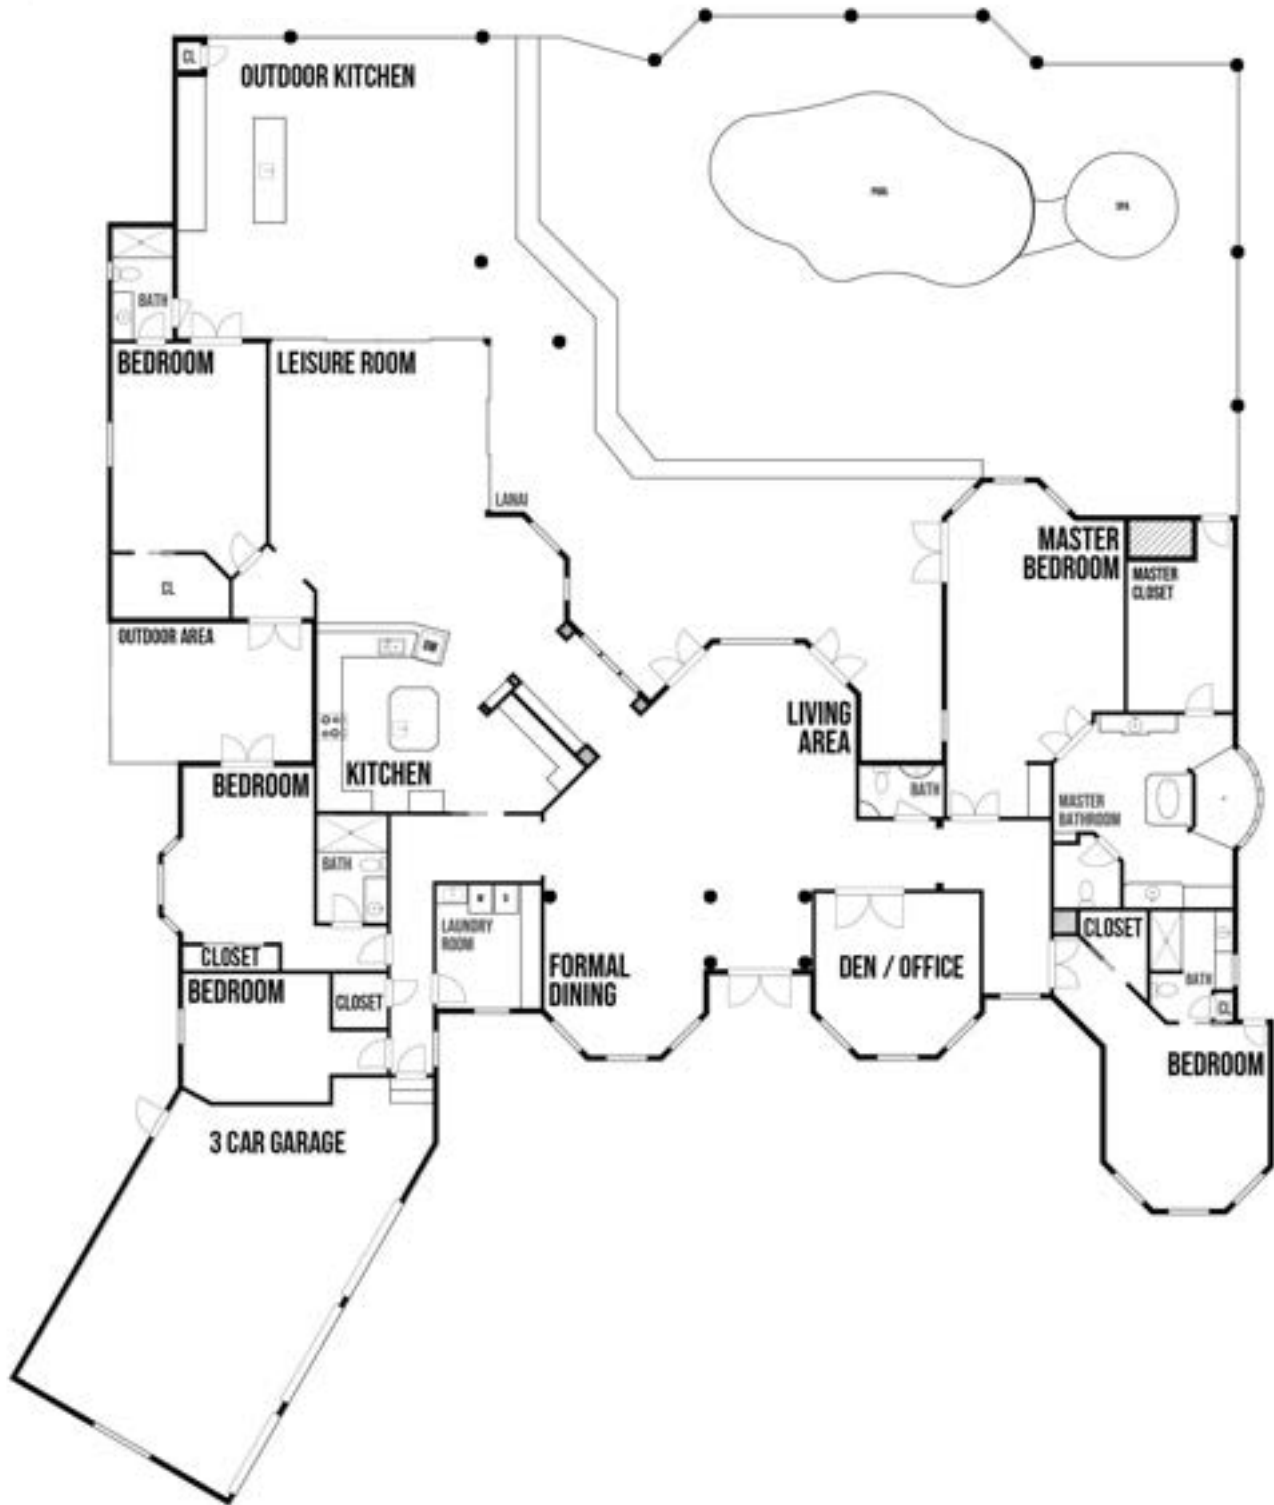 CL
OUTDOOR KITCHEN
POOL
SPA
BATH
BEDROOM
LEISURE ROOM
LANAI
CL
OUTDOOR AREA
MASTER
BEDROOM
MASTER
CLOSET
DW
LIVING
AREA
KITCHEN
BEDROOM
BATH
MASTER
BATHROOM
BATH
W
D
LAUNDRY
ROOM
CLOSET
FORMAL
DINING
DEN / OFFICE
CLOSET
BATH
CL
BEDROOM
CLOSET
BEDROOM
3 CAR GARAGE